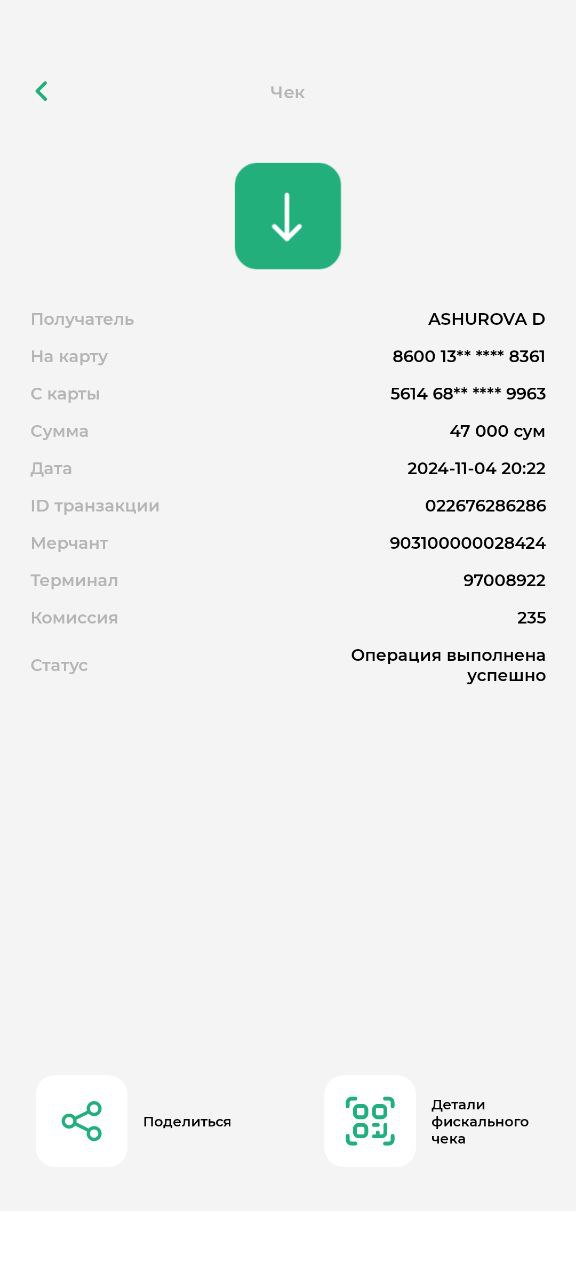 Чек
Получатель ASHUROVA D
На карту 8600 13** **** 8361
С карты 5614 68** **** 9963
Сумма 47 000 сум
Дата 2024-11-04 20:22
ID транзакции 022676286286
Мерчант 903100000028424
Терминал 97008922
Комиссия 235
Статус Операция выполнена
успешно
Поделиться
Детали
фискального
чека